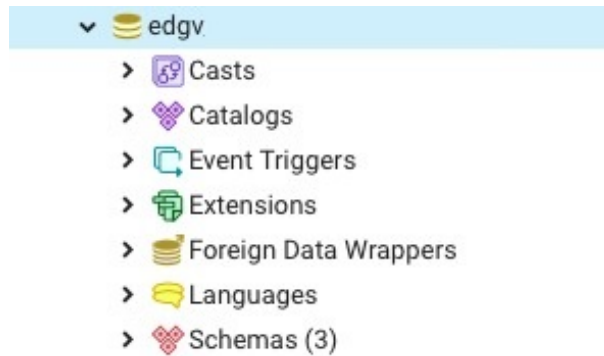 edgv
Casts
Catalogs
Event Triggers
Extensions
Foreign Data Wrappers
Languages
Schemas (3)